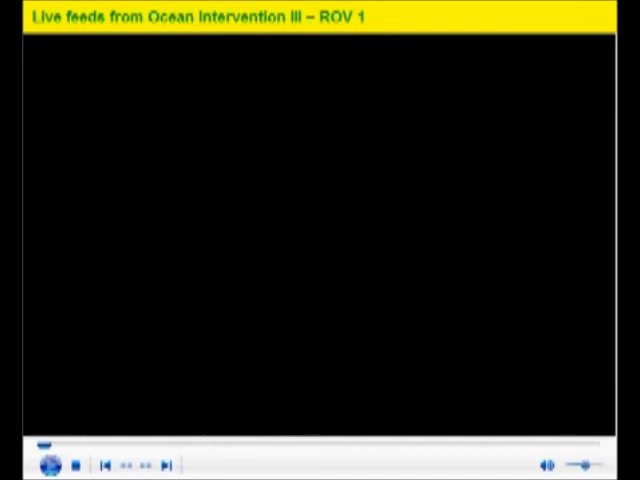 Live feeds from Ocean Intervention III – ROV 1